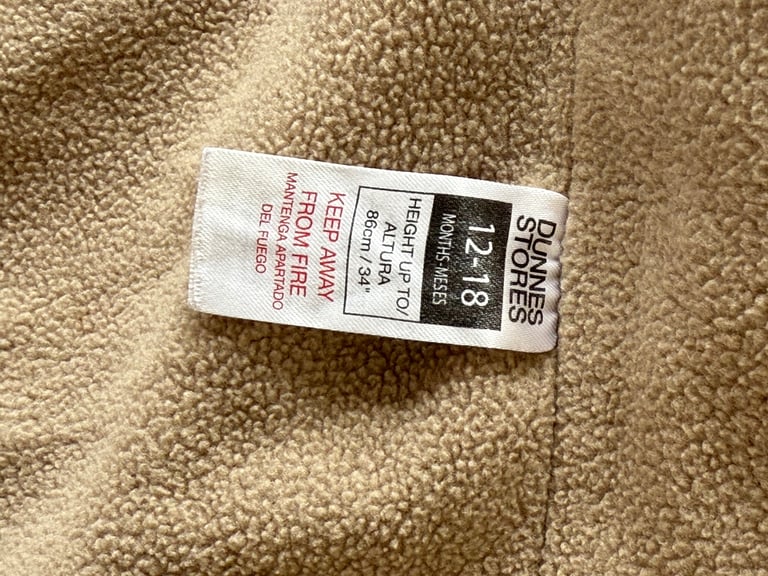 DUNNES
STORES
12-18
MONTHS-MESES
HEIGHT UP TO/
ALTURA
86cm / 34"
KEEP AWAY
FROM FIRE
MANTENGA APARTADO
DEL FUEGO